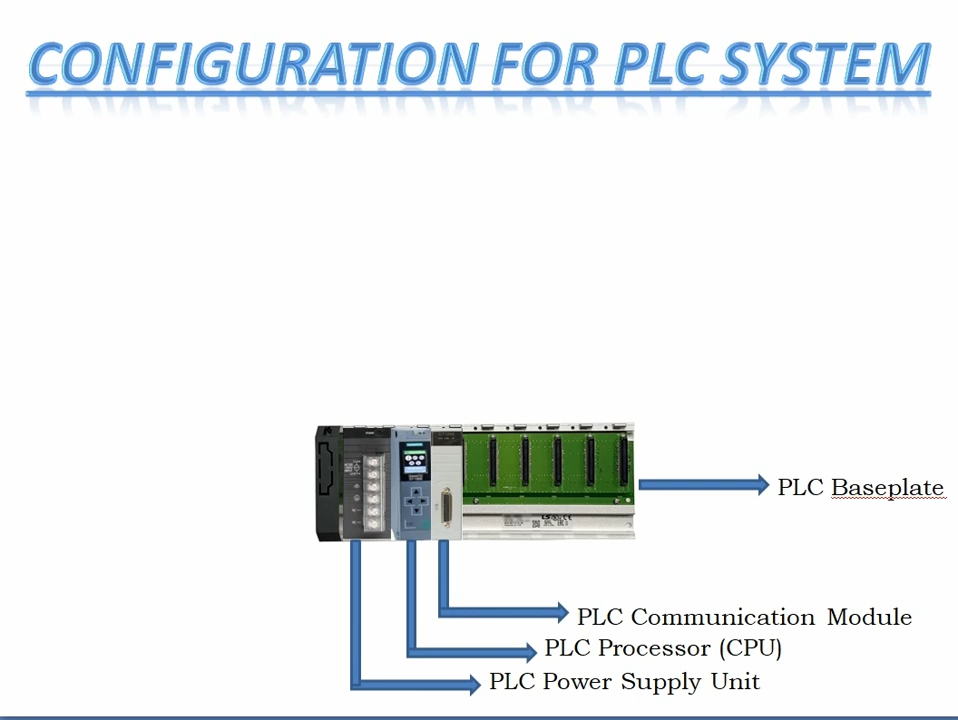 CONFIGURATION FOR PLC SYSTEM
PLC Baseplate
PLC Communication Module
PLC Processor (CPU)
PLC Power Supply Unit